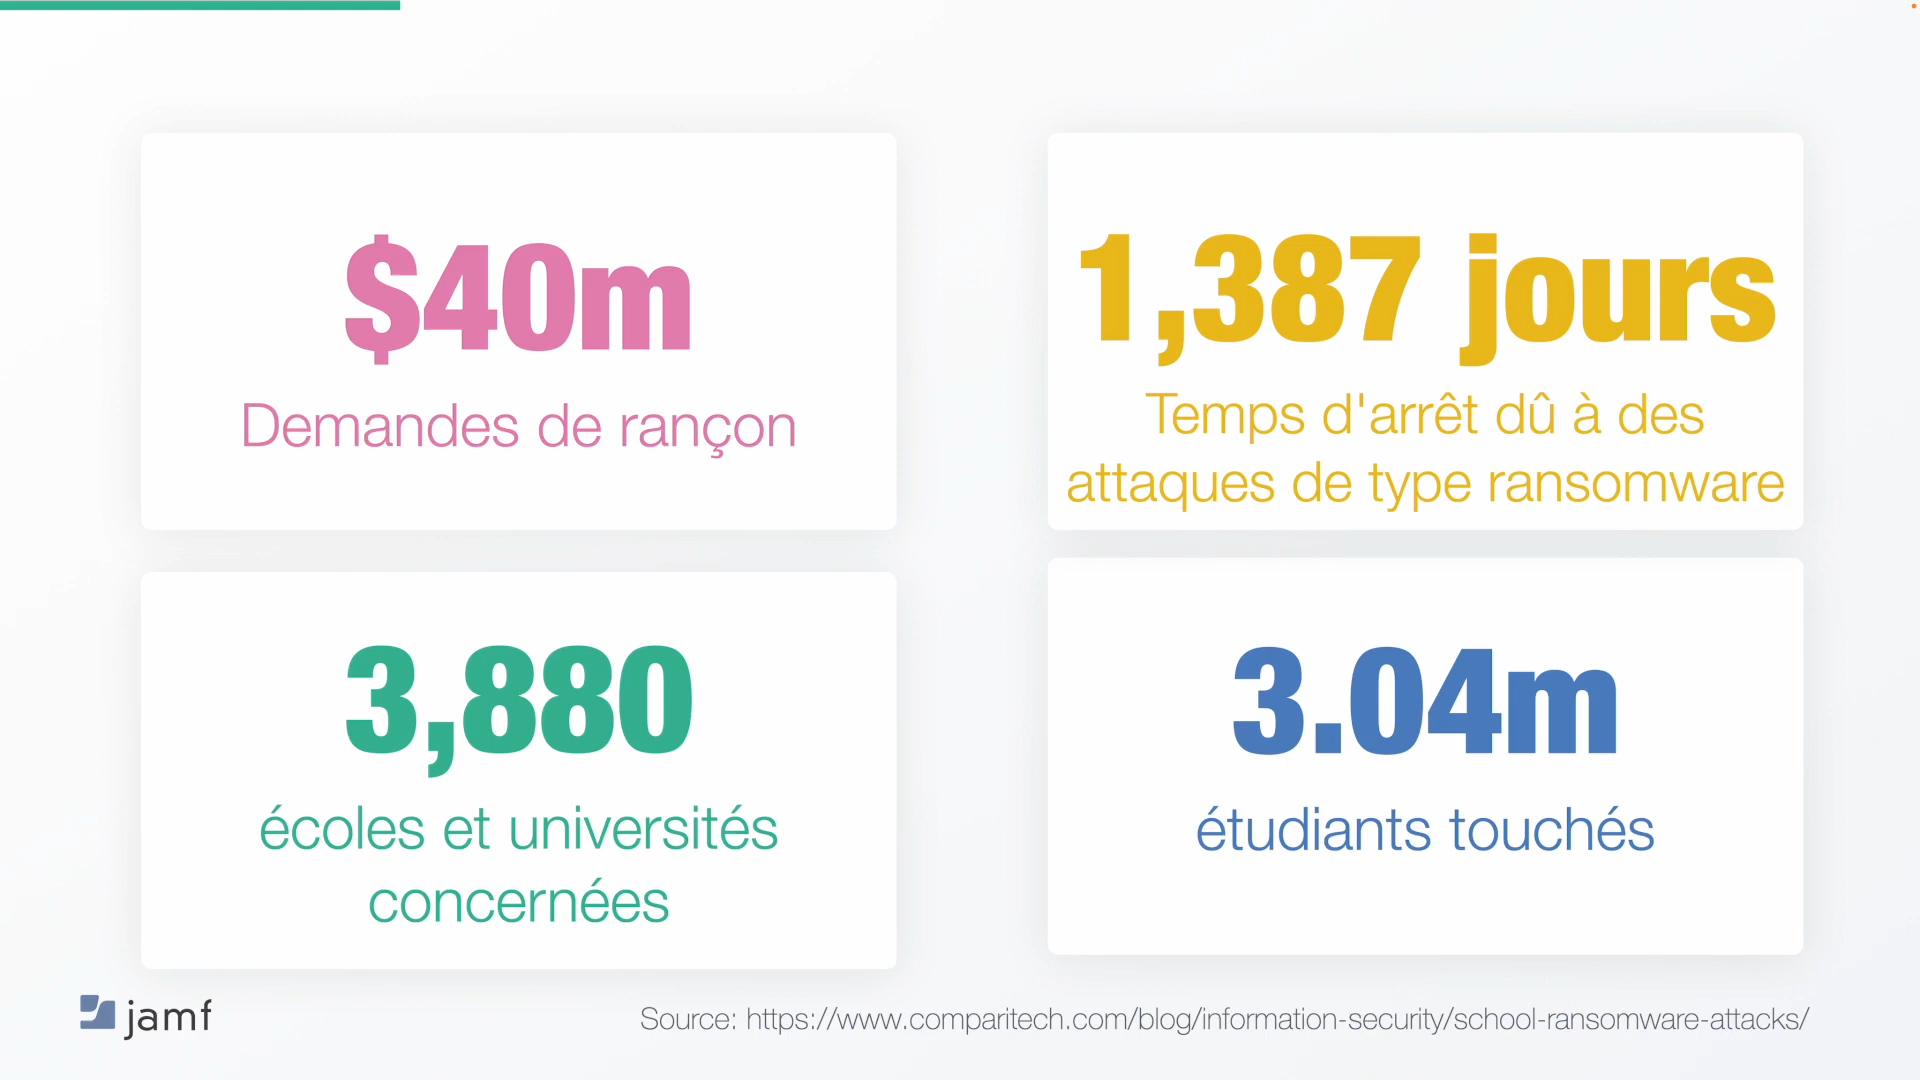 $40m
Demandes de rançon
1,387 jours
Temps d'arrêt dû à des
attaques de type ransomware
3,880
écoles et universités
concernées
3.04m
étudiants touchés
jamf
Source: https://www.comparitech.com/blog/information-security/school-ransomware-attacks/